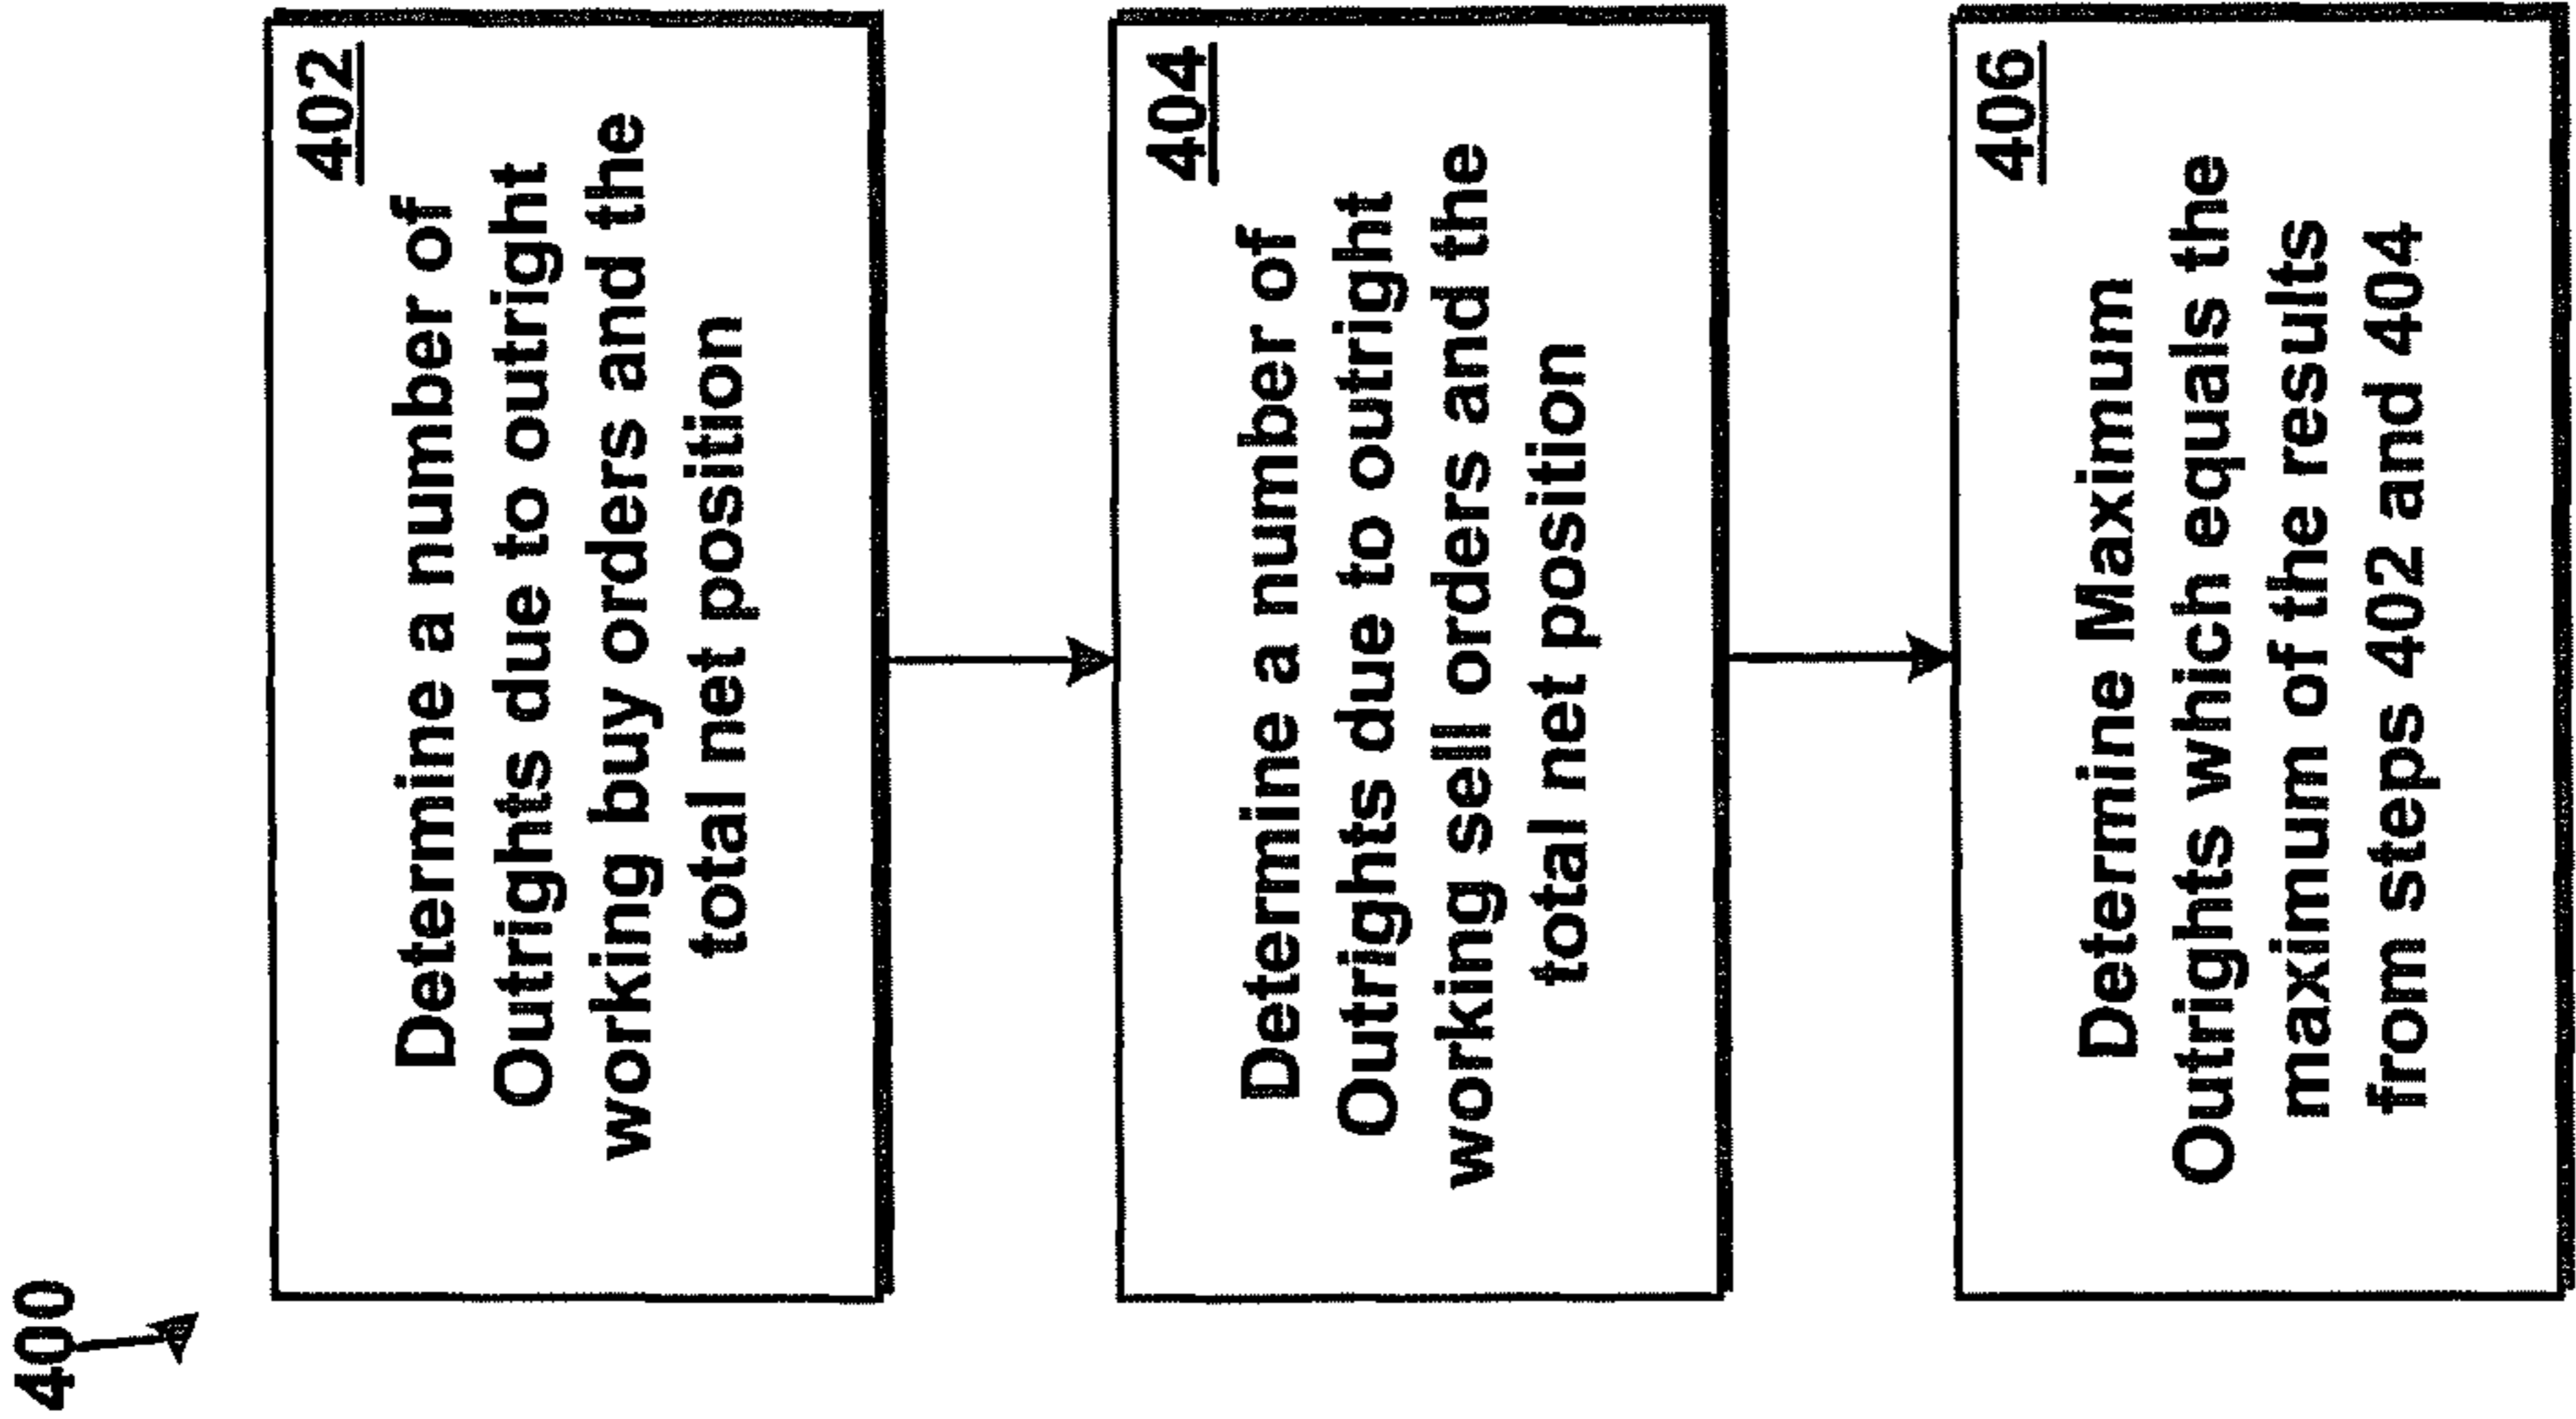 400
402
Determine a number of
Outrights due to outright
working buy orders and the
total net position
404
Determine a number of
Outrights due to outright
working sell orders and the
total net position
406
Determine Maximum
Outrights which equals the
maximum of the results
from steps 402 and 404